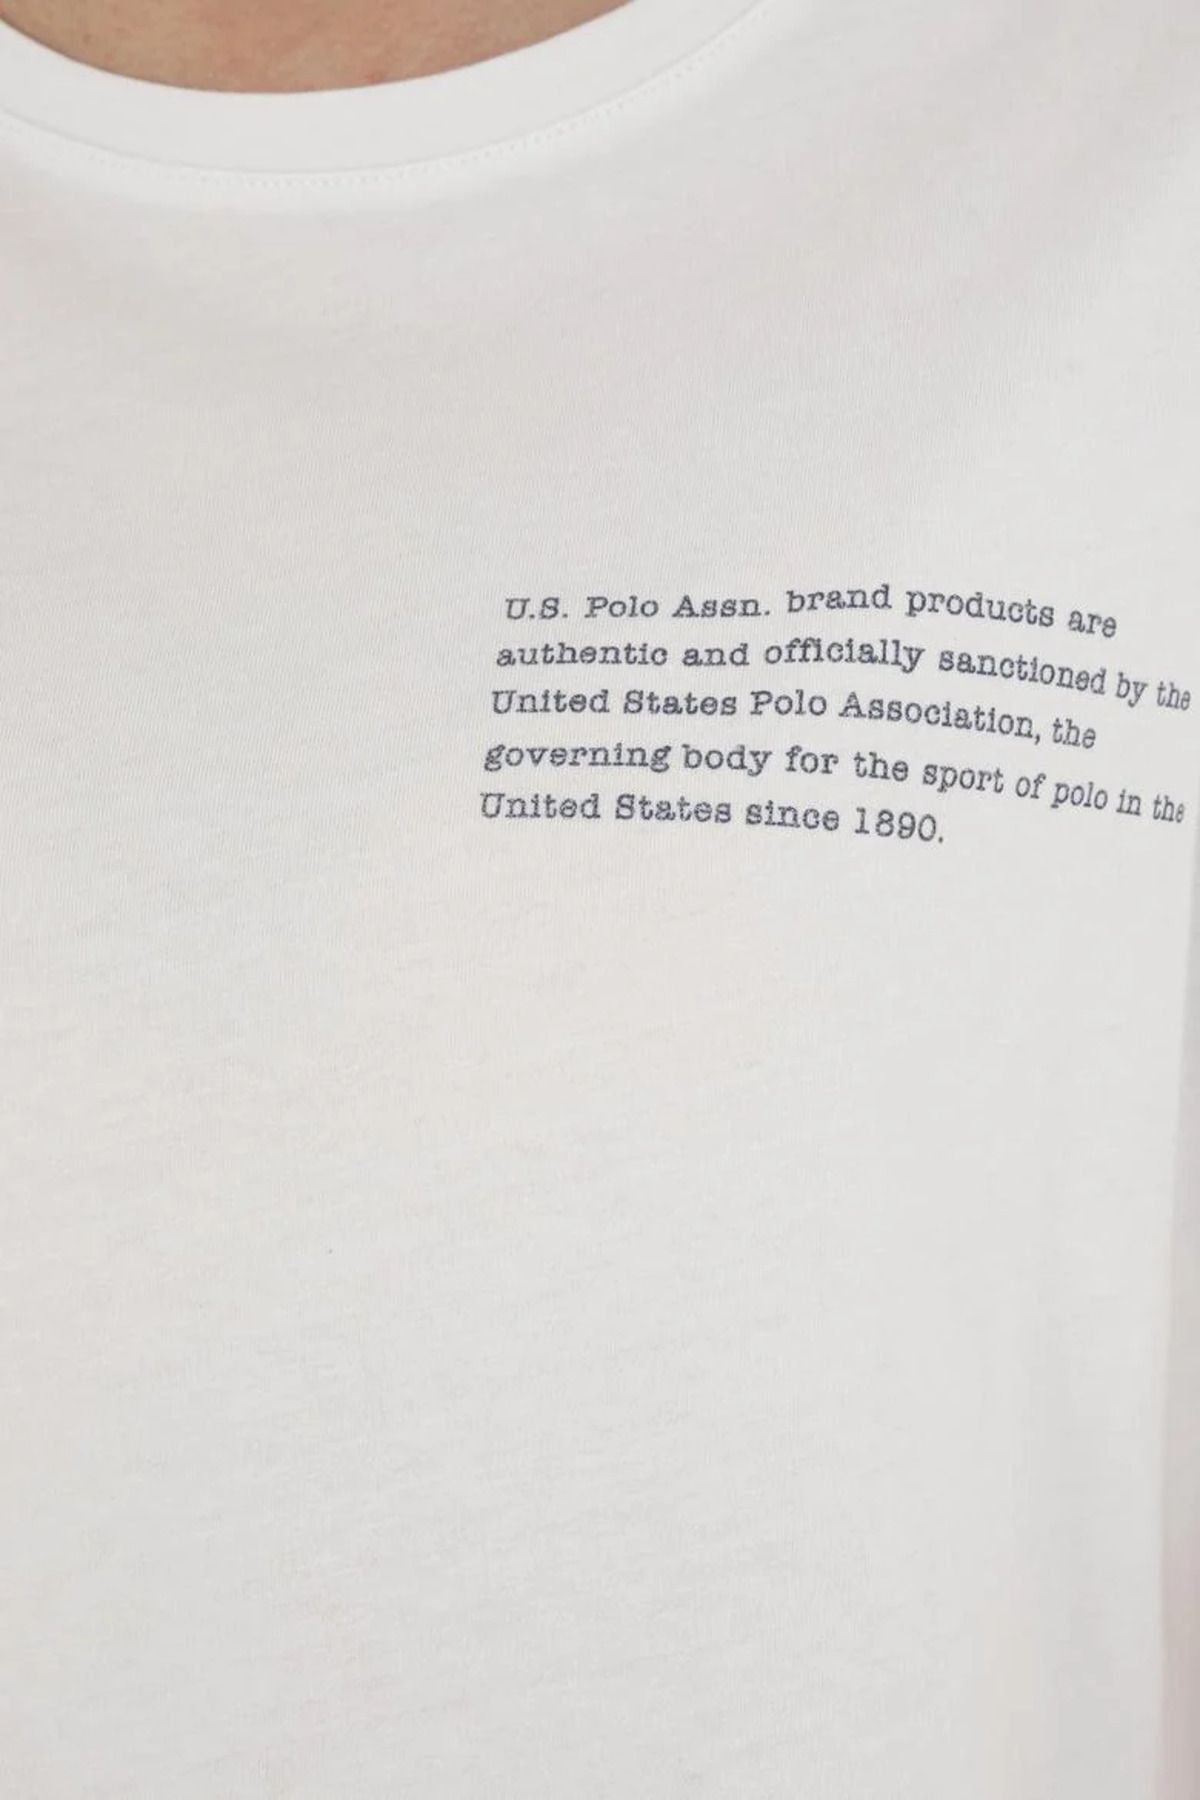 U.S. Polo Assn. brand products are
authentic and officially sanctioned by the
United States Polo Association, the
governing body for the sport of polo in the
United States since 1890.